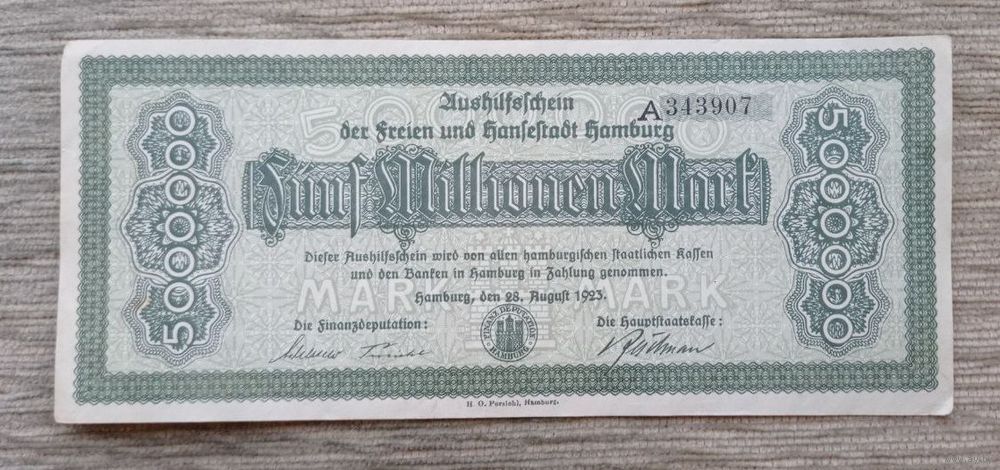 Aushilfsschein
A 343907
der Freien und Hansestadt Hamburg
Fünf Millionen Mark
5000000
5000000
Dieser Aushilfsschein wird von allen hamburgischen staatlichen Kassen
und den Banken in Hamburg in Zahlung genommen.
MARK MARK
Hamburg, den 28. August 1923.
Die Finanzdeputation:
Die Hauptstaatskasse:
FINANZDEPUTATION HAMBURG
H. O. Persiehl, Hamburg.